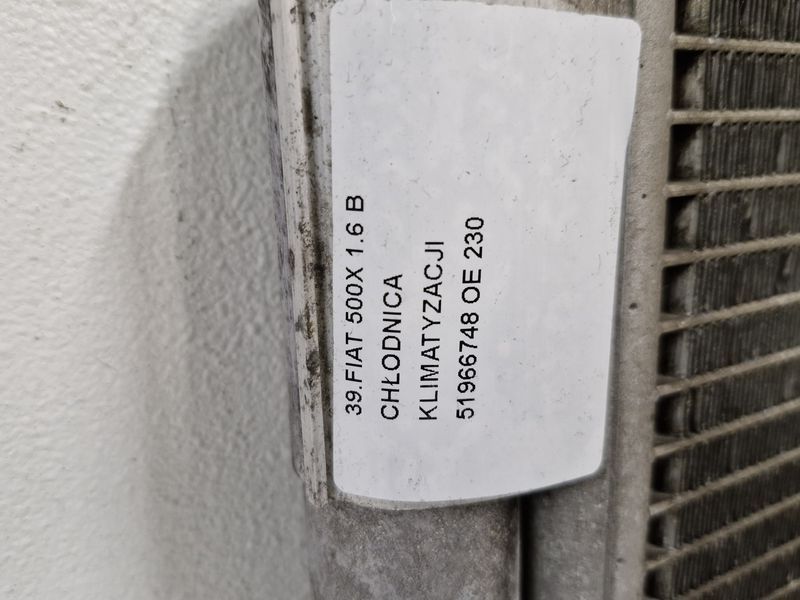 39.FIAT 500X 1.6 B
CHŁODNICA
KLIMATYZACJI
51966748 OE 230